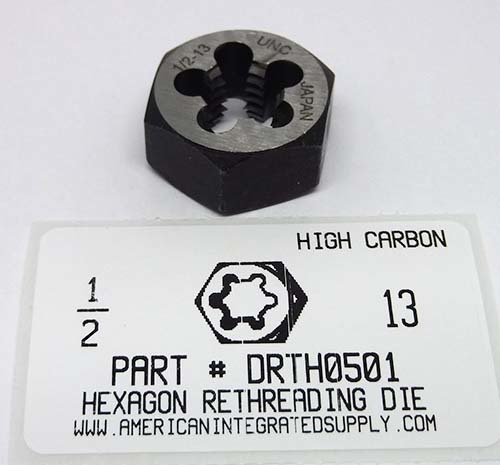 1/2-13 UNC JAPAN
HIGH CARBON
1/2 13
PART # DRTH0501
HEXAGON RETHREADING DIE
WWW.AMERICANINTEGRATEDSUPPLY.COM